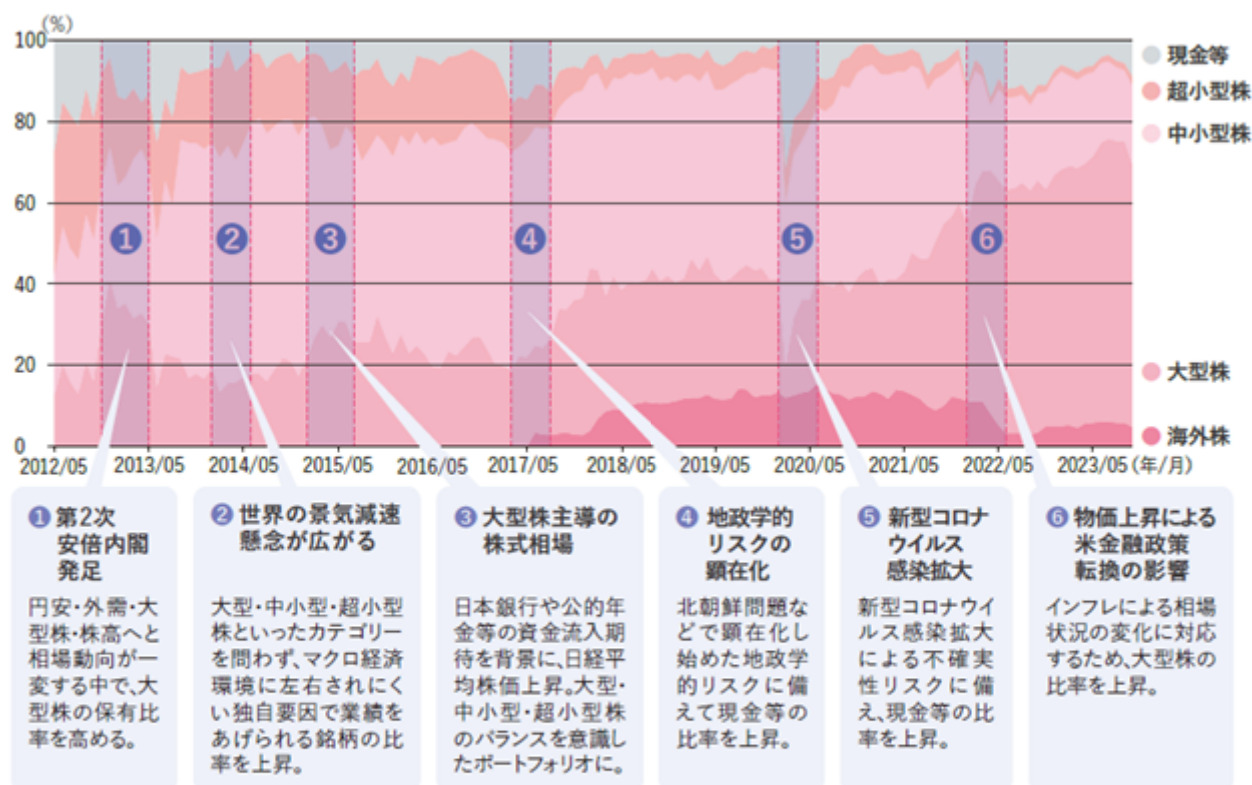 (%)
100
80
60
40
20
0
現金等
超小型株
中小型株
大型株
海外株
❶
❷
❸
❹
❺
❻
2012/05 2013/05 2014/05 2015/05 2016/05 2017/05 2018/05 2019/05 2020/05 2021/05 2022/05 2023/05 (年/月)
❶ 第2次
安倍内閣
発足
円安・外需・大
型株・株高へと
相場動向が一
変する中で、大
型株の保有比
率を高める。
❷ 世界の景気減速
懸念が広がる
大型・中小型・超小型
株といったカテゴリー
を問わず、マクロ経済
環境に左右されにく
い独自要因で業績を
あげられる銘柄の比
率を上昇。
❸ 大型株主導の
株式相場
日本銀行や公的年
金等の資金流入期
待を背景に、日経平
均株価上昇。大型・
中小型・超小型株
のバランスを意識し
たポートフォリオに。
❹ 地政学的
リスクの
顕在化
北朝鮮問題な
どで顕在化し
始めた地政学
的リスクに備
えて現金等の
比率を上昇。
❺ 新型コロナ
ウイルス
感染拡大
新型コロナウイ
ルス感染拡大
による不確実
性リスクに備
え、現金等の比
率を上昇。
❻ 物価上昇による
米金融政策
転換の影響
インフレによる相場
状況の変化に対応
するため、大型株の
比率を上昇。